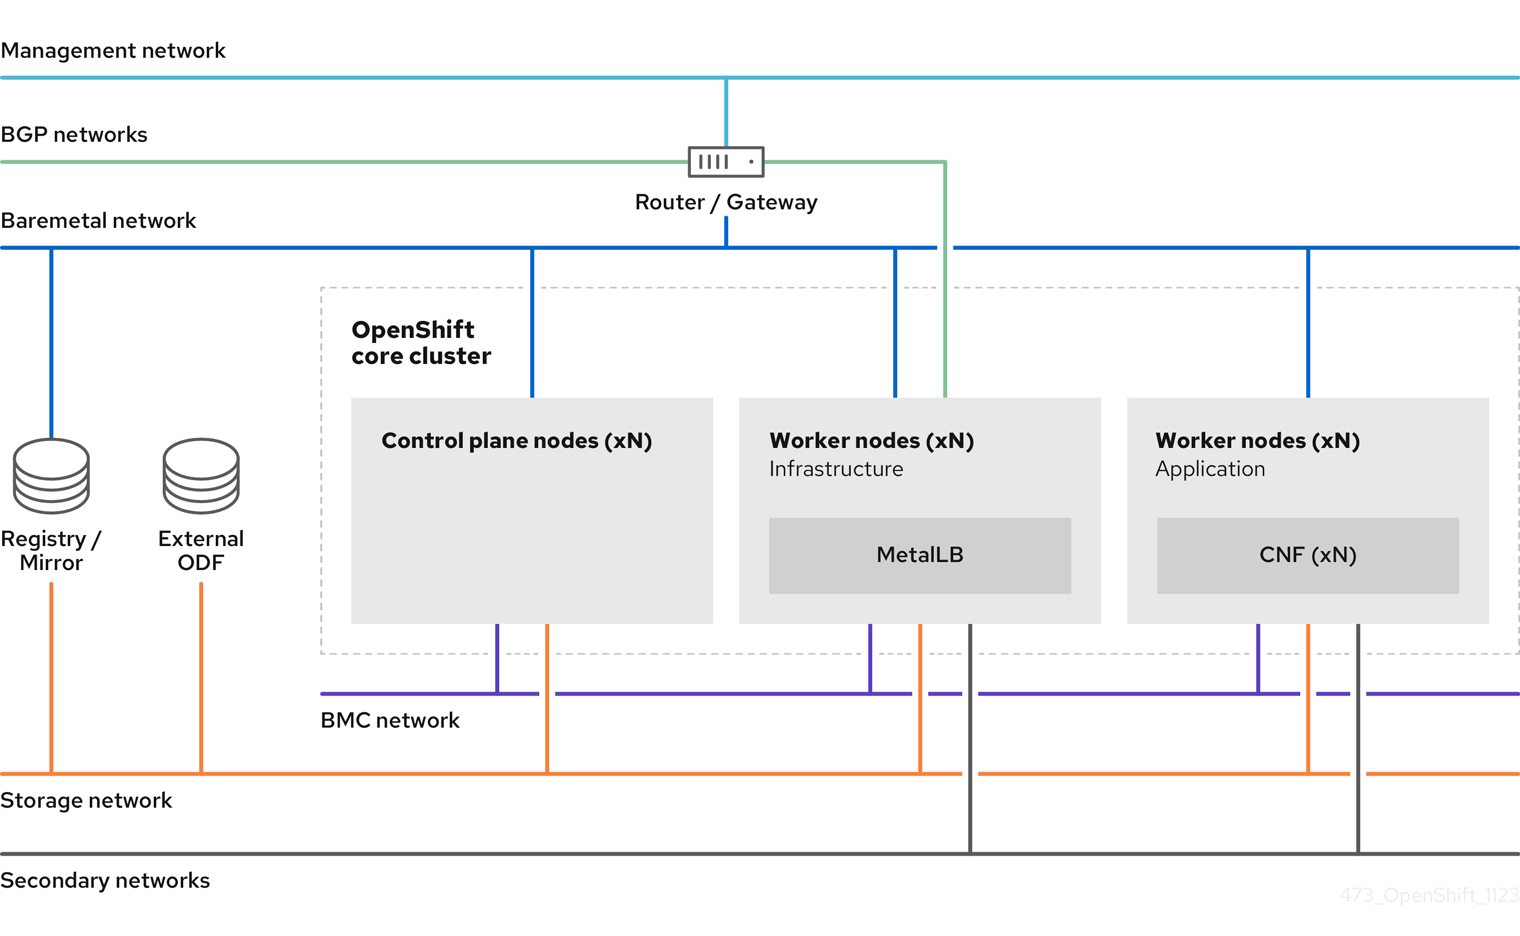 Management network
BGP networks
Router / Gateway
Baremetal network
OpenShift
core cluster
Control plane nodes (xN)
Worker nodes (xN)
Infrastructure
MetalLB
Worker nodes (xN)
Application
CNF (xN)
Registry /
Mirror
External
ODF
BMC network
Storage network
Secondary networks
473_OpenShift_1123